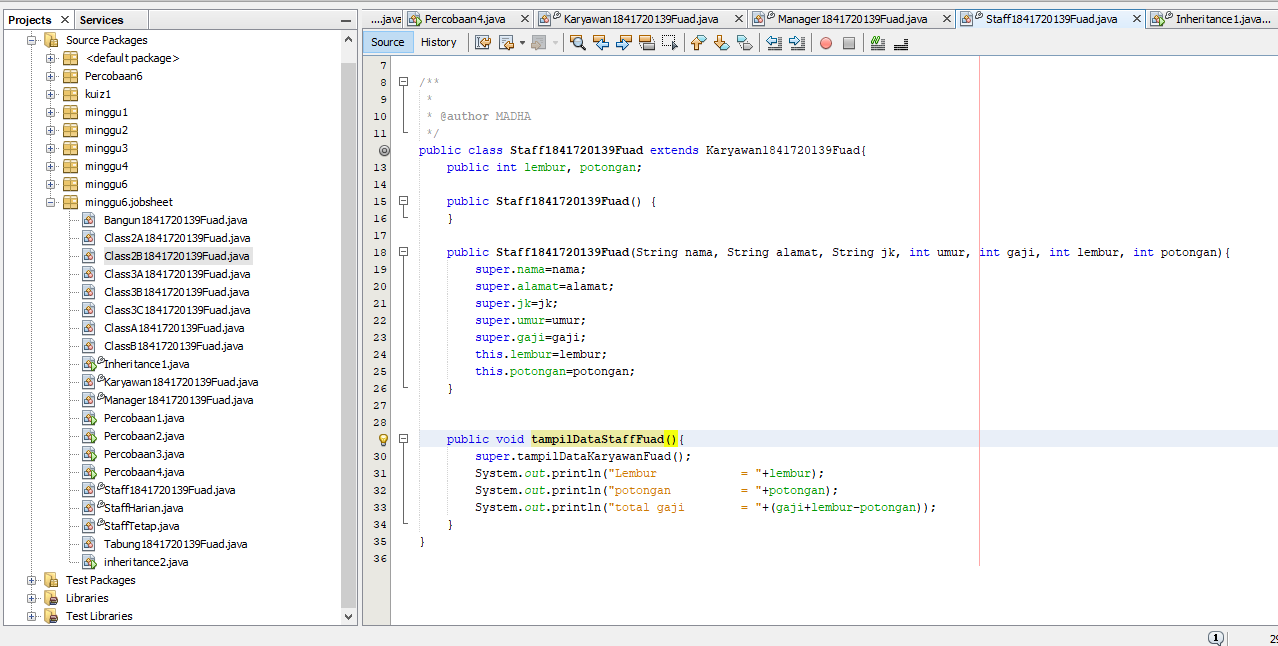 Projects
Services
Source Packages
<default package>
Percobaan6
kuiz1
minggu1
minggu2
minggu3
minggu4
minggu6
minggu6.jobsheet
Bangun1841720139Fuad.java
Class2A1841720139Fuad.java
Class2B1841720139Fuad.java
Class3A1841720139Fuad.java
Class3B1841720139Fuad.java
Class3C1841720139Fuad.java
ClassA1841720139Fuad.java
ClassB1841720139Fuad.java
Inheritance1.java
Karyawan1841720139Fuad.java
Manager1841720139Fuad.java
Percobaan1.java
Percobaan2.java
Percobaan3.java
Percobaan4.java
Staff1841720139Fuad.java
StaffHarian.java
StaffTetap.java
Tabung1841720139Fuad.java
inheritance2.java
Test Packages
Libraries
Test Libraries
....java Percobaan4.java Karyawan1841720139Fuad.java Manager1841720139Fuad.java Staff1841720139Fuad.java Inheritance1.java...
Source History
7
8 /**
9 *
10 * @author MADHA
11 */
public class Staff1841720139Fuad extends Karyawan1841720139Fuad{
13 public int lembur, potongan;
14
15 public Staff1841720139Fuad() {
16 }
17
18 public Staff1841720139Fuad(String nama, String alamat, String jk, int umur, int gaji, int lembur, int potongan){
19 super.nama=nama;
20 super.alamat=alamat;
21 super.jk=jk;
22 super.umur=umur;
23 super.gaji=gaji;
24 this.lembur=lembur;
25 this.potongan=potongan;
26 }
27
28
public void tampilDataStaffFuad(){
30 super.tampilDataKaryawanFuad();
31 System.out.println("Lembur = "+lembur);
32 System.out.println("potongan = "+potongan);
33 System.out.println("total gaji = "+(gaji+lembur-potongan));
34 }
35 }
36
1
29